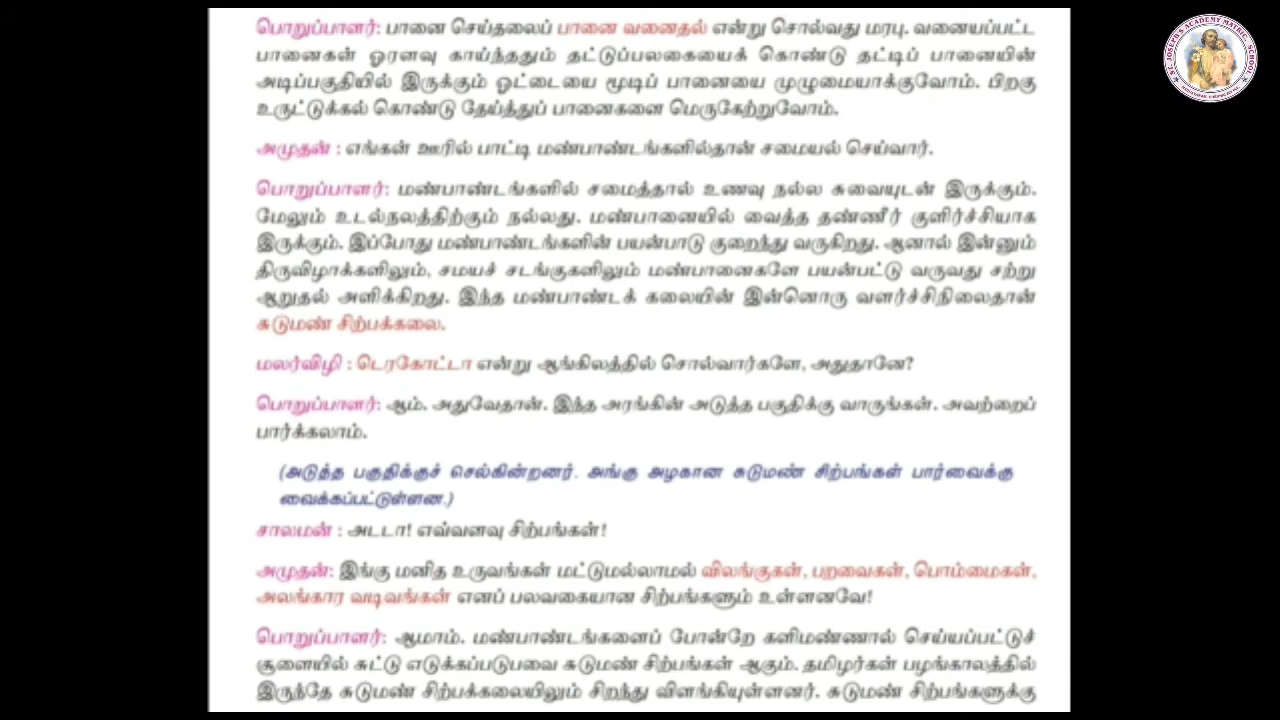 பொறுப்பாளர்: பானை செய்தலைப் பானை வனைதல் என்று சொல்வது மரபு. வனையப்பட்ட
பானைகள் ஓரளவு காய்ந்ததும் தட்டுப்பலகையைக் கொண்டு தட்டிப் பானையின்
அடிப்பகுதியில் இருக்கும் ஓட்டையை மூடிப் பானையை முழுமையாக்குவோம். பிறகு
உருட்டுக்கல் கொண்டு தேய்த்துப் பானைகளை மெருகேற்றுவோம்.
அமுதன் : எங்கள் ஊரில் பாட்டி மண்பாண்டங்களில்தான் சமையல் செய்வார்.
பொறுப்பாளர்: மண்பாண்டங்களில் சமைத்தால் உணவு நல்ல சுவையுடன் இருக்கும்.
மேலும் உடல்நலத்திற்கும் நல்லது. மண்பானையில் வைத்த தண்ணீர் குளிர்ச்சியாக
இருக்கும். இப்போது மண்பாண்டங்களின் பயன்பாடு குறைந்து வருகிறது. ஆனால் இன்னும்
திருவிழாக்களிலும், சமயச் சடங்குகளிலும் மண்பானைகளே பயன்பட்டு வருவது சற்று
ஆறுதல் அளிக்கிறது. இந்த மண்பாண்டக் கலையின் இன்னொரு வளர்ச்சிநிலைதான்
சுடுமண் சிற்பக்கலை.
மலர்விழி : டெரகோட்டா என்று ஆங்கிலத்தில் சொல்வார்களே, அதுதானே?
பொறுப்பாளர்: ஆம். அதுவேதான். இந்த அரங்கின் அடுத்த பகுதிக்கு வாருங்கள். அவற்றைப்
பார்க்கலாம்.
(அடுத்த பகுதிக்குச் செல்கின்றனர். அங்கு அழகான சுடுமண் சிற்பங்கள் பார்வைக்கு
வைக்கப்பட்டுள்ளன.)
சாலமன் : அடடா! எவ்வளவு சிற்பங்கள்!
அமுதன்: இங்கு மனித உருவங்கள் மட்டுமல்லாமல் விலங்குகள், பறவைகள், பொம்மைகள்,
அலங்கார வடிவங்கள் எனப் பலவகையான சிற்பங்களும் உள்ளனவே!
பொறுப்பாளர்: ஆமாம். மண்பாண்டங்களைப் போன்றே களிமண்ணால் செய்யப்பட்டுச்
சூளையில் சுட்டு எடுக்கப்படுபவை சுடுமண் சிற்பங்கள் ஆகும். தமிழர்கள் பழங்காலத்தில்
இருந்தே சுடுமண் சிற்பக்கலையிலும் சிறந்து விளங்கியுள்ளனர். சுடுமண் சிற்பங்களுக்கு
ST. JOSEPH'S ACADEMY MATRIC. SCHOOL